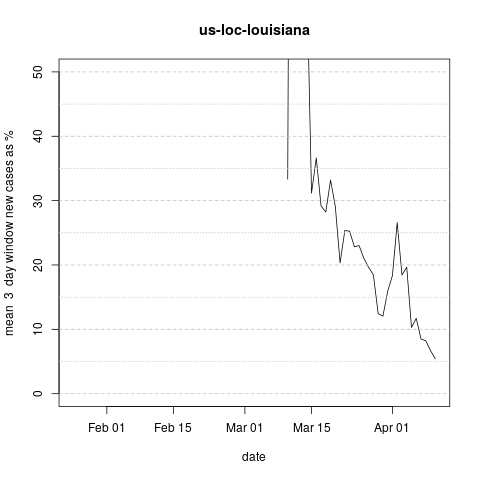 us-loc-louisiana
mean 3 day window new cases as %
50
40
30
20
10
0
Feb 01 Feb 15 Mar 01 Mar 15 Apr 01
date